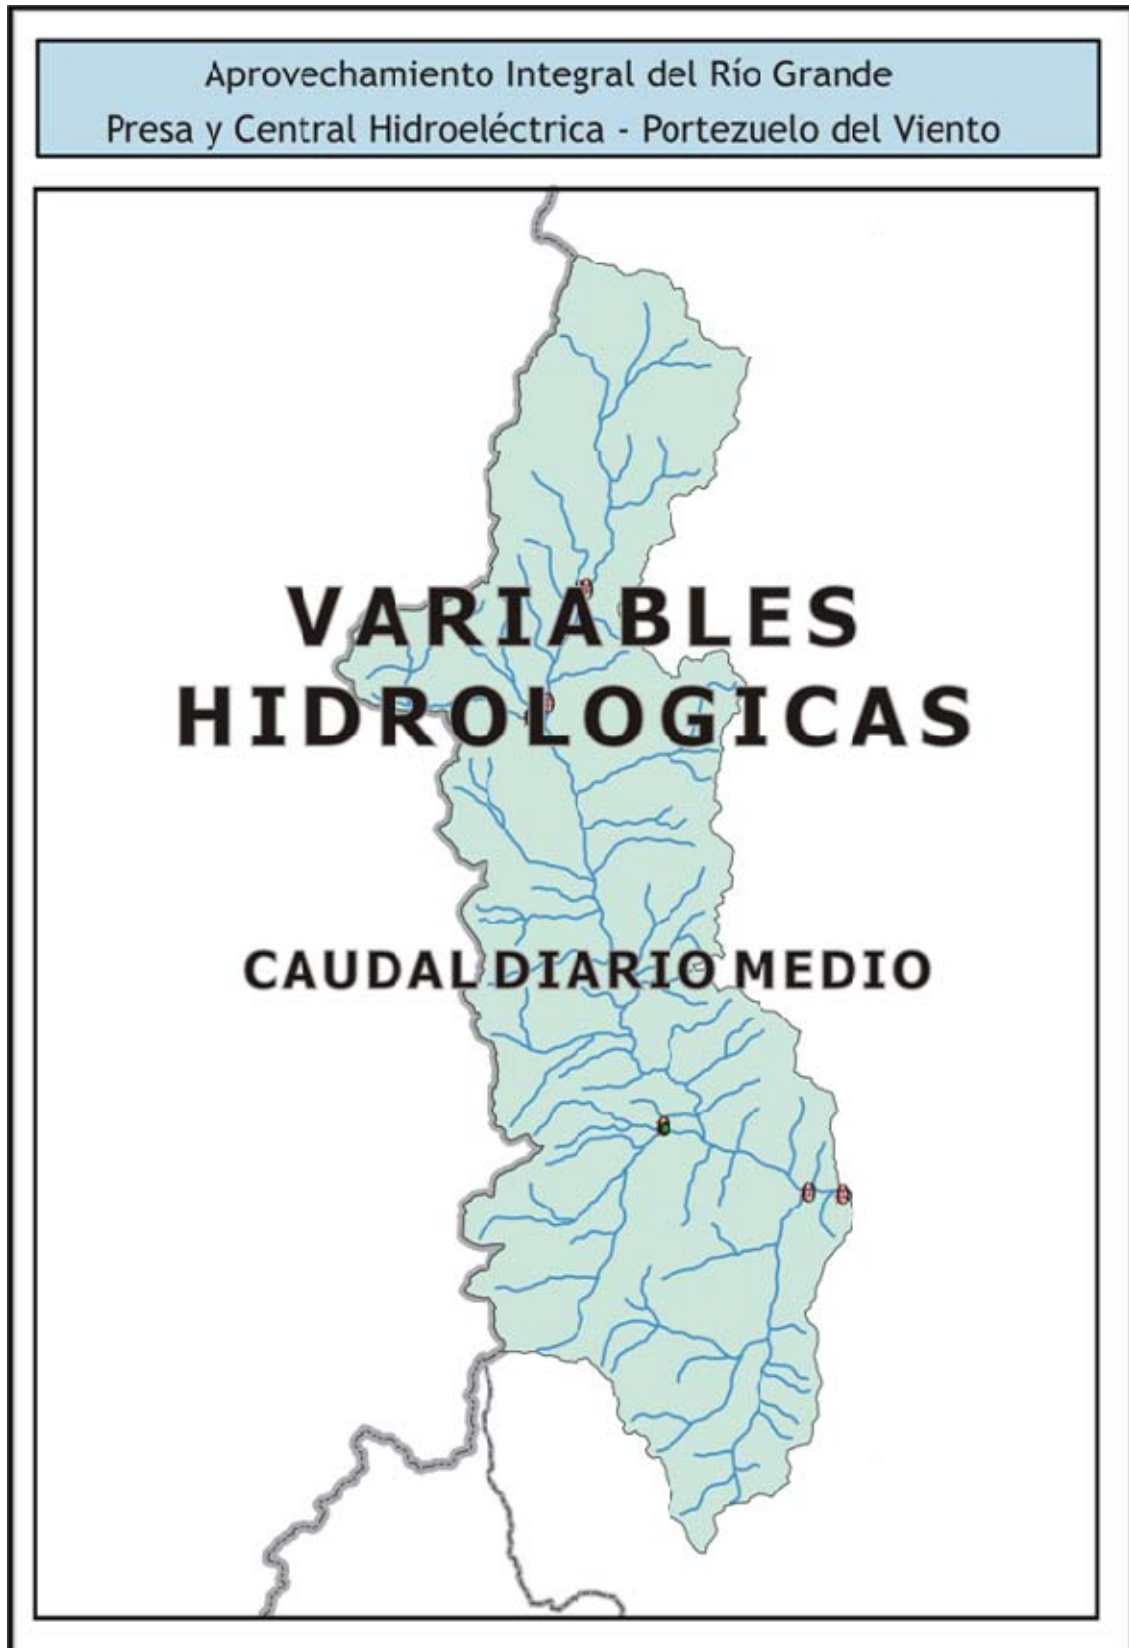 Aprovechamiento Integral del Río Grande
Presa y Central Hidroeléctrica - Portezuelo del Viento
VARIABLES
HIDROLOGICAS
CAUDAL DIARIO MEDIO